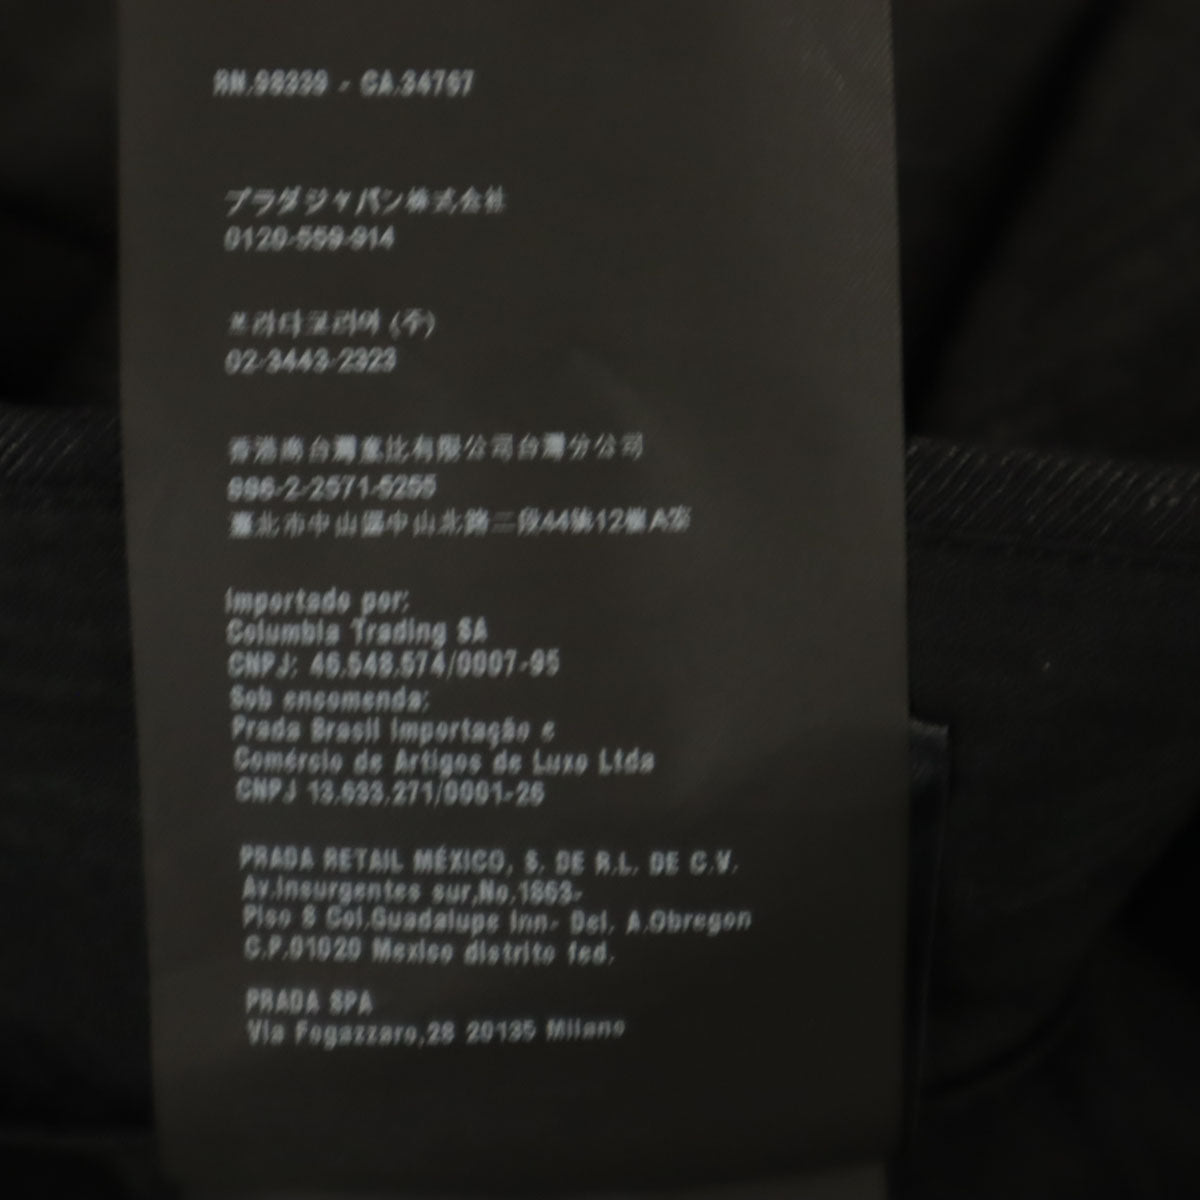 RN.98339 - CA.34767
プラダジャパン株式会社
0120-559-914
프라다코리아 (주)
02-3443-2323
香港商台灣惠比有限公司台灣分公司
886-2-2571-5255
臺北市中山區中山北路二段44號12樓A室
Importado por:
Columbia Trading SA
CNPJ: 46.548.574/0007-95
Sob encomenda:
Prada Brasil Importação e
Comércio de Artigos de Luxo Ltda
CNPJ 13.633.271/0001-26
PRADA RETAIL MÉXICO, S. DE R.L. DE C.V.
Av.Insurgentes sur,No.1863-
Piso 8 Col.Guadalupe Inn- Del. A.Obregon
C.P.01020 Mexico distrito fed.
PRADA SPA
Via Fogazzaro,28 20135 Milano